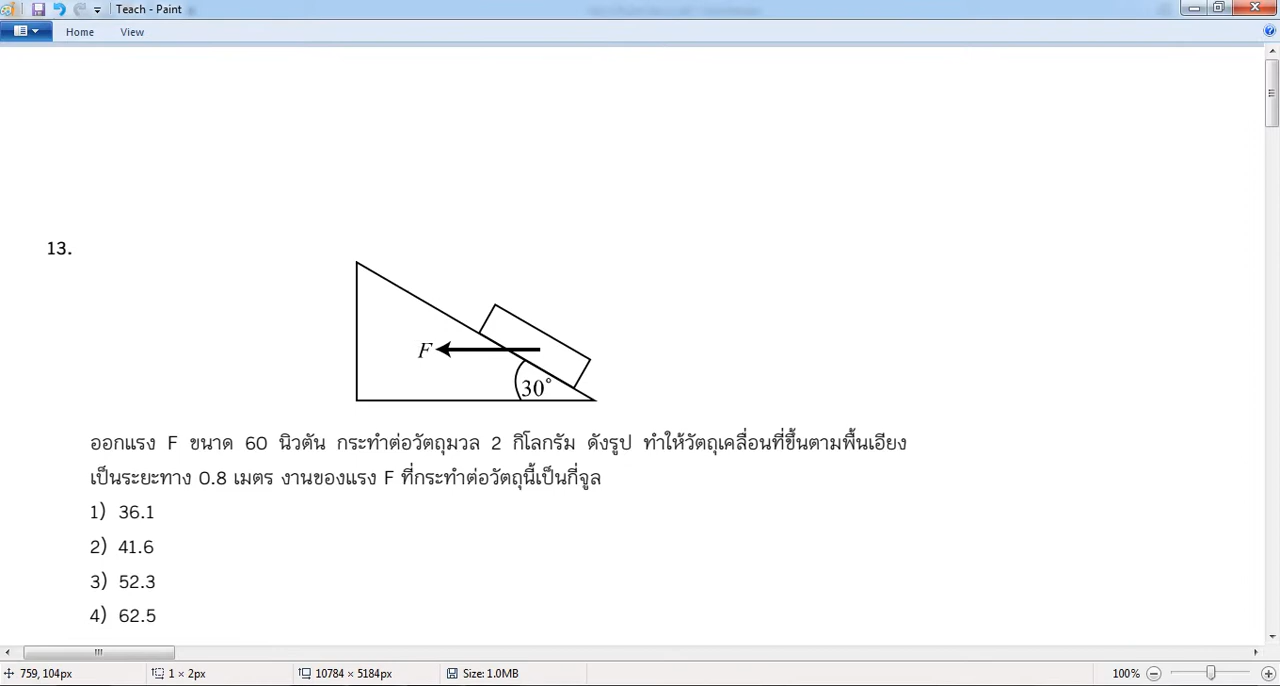 Teach - Paint
Home View
13.
F
30°
ออกแรง F ขนาด 60 นิวตัน กระทำต่อวัตถุมวล 2 กิโลกรัม ดังรูป ทำให้วัตถุเคลื่อนที่ขึ้นตามพื้นเอียง
เป็นระยะทาง 0.8 เมตร งานของแรง F ที่กระทำต่อวัตถุนี้เป็นกี่จูล
1) 36.1
2) 41.6
3) 52.3
4) 62.5
759, 104px 1 × 2px 10784 × 5184px Size: 1.0MB 100%